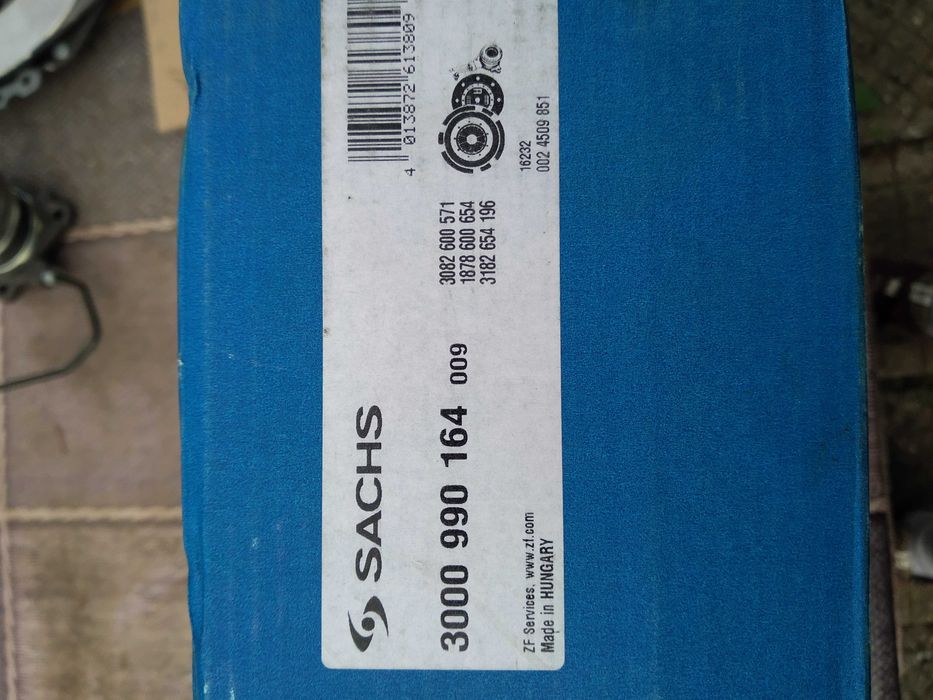 SACHS
3000 990 164 009
3082 600 571
1878 600 654
3182 654 196
4 013872 613809
ZF Services, www.zf.com
Made in HUNGARY
16232
002 4509 851